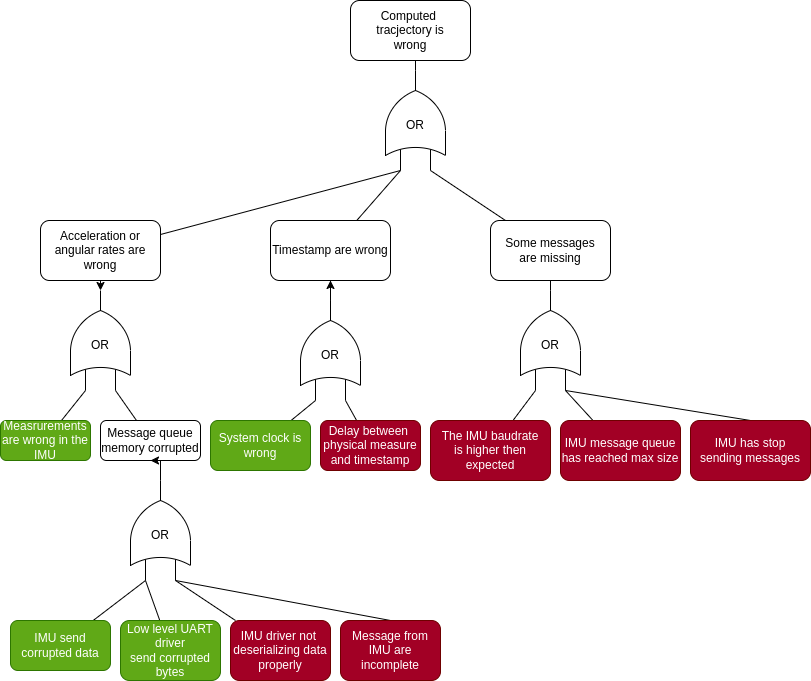 Computed
tracjectory is
wrong
OR
Acceleration or
angular rates are
wrong
Timestamp are wrong
Some messages
are missing
OR
OR
OR
Measrurements
are wrong in the
IMU
Message queue
memory corrupted
System clock is
wrong
Delay between
physical measure
and timestamp
The IMU baudrate
is higher then
expected
IMU message queue
has reached max size
IMU has stop
sending messages
OR
IMU send
corrupted data
Low level UART
driver
send corrupted
bytes
IMU driver not
deserializing data
properly
Message from
IMU are
incomplete